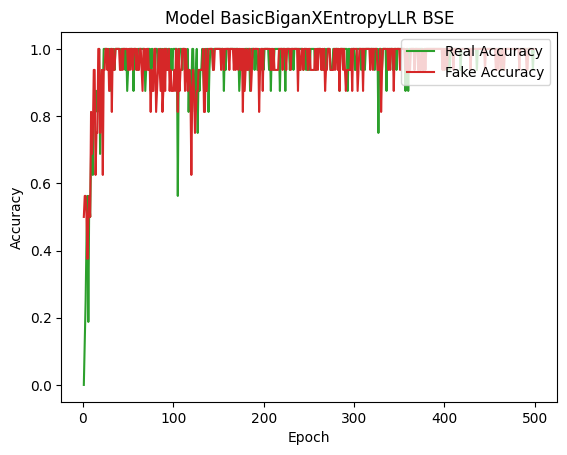 Model BasicBiganXEntropyLLR BSE
Real Accuracy
Fake Accuracy
Accuracy
1.0
0.8
0.6
0.4
0.2
0.0
0 100 200 300 400 500
Epoch